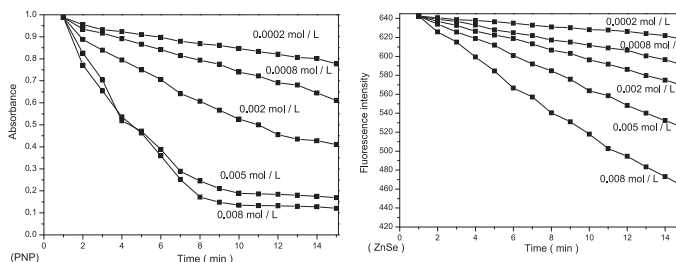 1.0
0.9
0.8
0.7
0.6
0.5
0.4
0.3
0.2
0.1
0.0
Absorbance
0.0002 mol / L
0.0008 mol / L
0.002 mol / L
0.005 mol / L
0.008 mol / L
0 2 4 6 8 10 12 14
(PNP)
Time ( min )
640
620
600
580
560
540
520
500
480
460
440
Fluorescence intensity
0.0002 mol / L
0.0008 mol / L
0.002 mol / L
0.005 mol / L
0.008 mol / L
0 2 4 6 8 10 12 14
( ZnSe )
Time ( min )